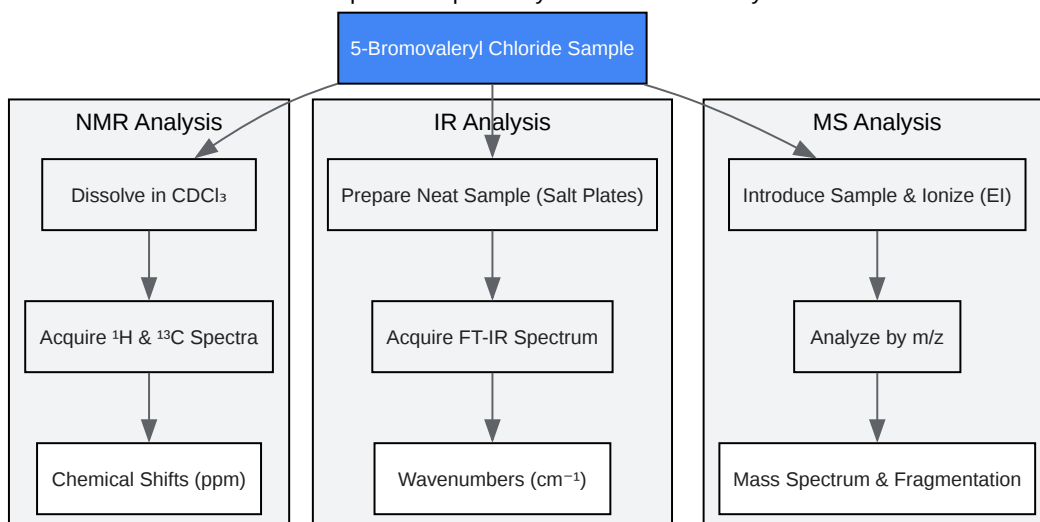 5-Bromovaleryl Chloride Sample
NMR Analysis
IR Analysis
MS Analysis
Dissolve in CDCl₃
Prepare Neat Sample (Salt Plates)
Introduce Sample & Ionize (EI)
Acquire ¹H & ¹³C Spectra
Acquire FT-IR Spectrum
Analyze by m/z
Chemical Shifts (ppm)
Wavenumbers (cm⁻¹)
Mass Spectrum & Fragmentation